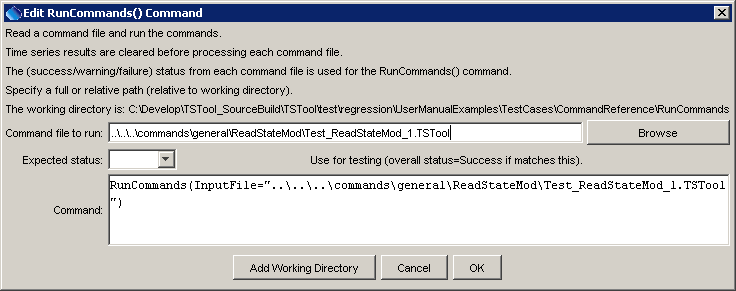 Edit RunCommands() Command
Read a command file and run the commands.
Time series results are cleared before processing each command file.
The (success/warning/failure) status from each command file is used for the RunCommands() command.
Specify a full or relative path (relative to working directory).
The working directory is: C:\Develop\TSTool_SourceBuild\TSTool\test\regression\UserManualExamples\TestCases\CommandReference\RunCommands
Command file to run: ..\..\..\commands\general\ReadStateMod\Test_ReadStateMod_1.TSTool Browse
Expected status: Use for testing (overall status=Success if matches this).
Command: RunCommands(InputFile="..\..\..\commands\general\ReadStateMod\Test_ReadStateMod_1.TSTool
")
Add Working Directory Cancel OK